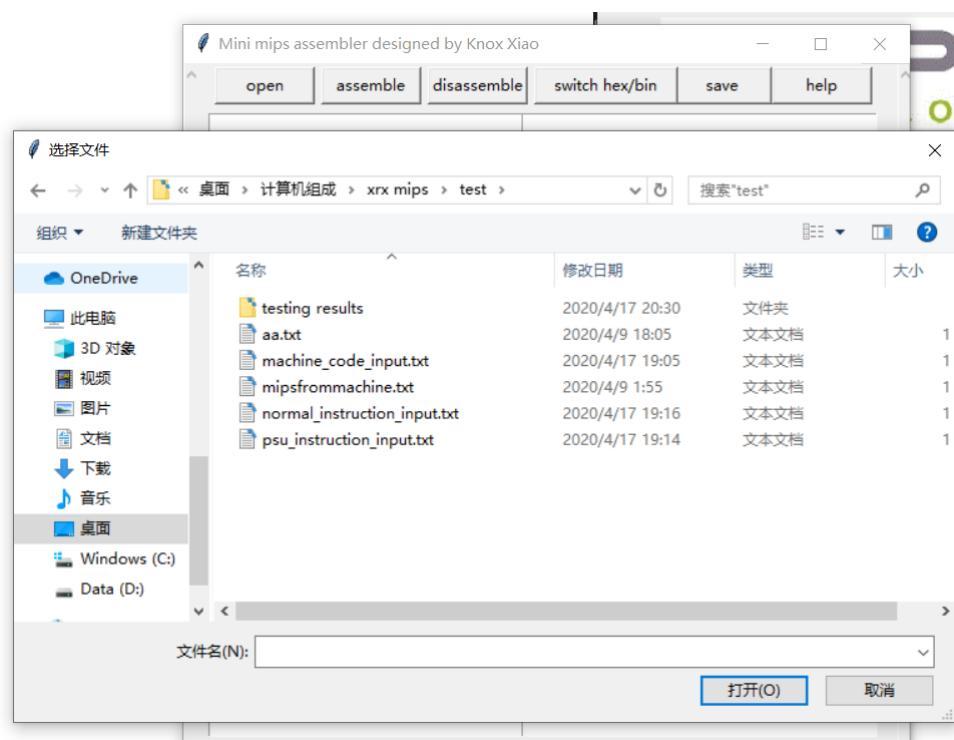 Mini mips assembler designed by Knox Xiao
open assemble disassemble switch hex/bin save help
选择文件
« 桌面 › 计算机组成 › xrx mips › test › 搜索"test"
组织 新建文件夹
OneDrive
此电脑
3D 对象
视频
图片
文档
下载
音乐
桌面
Windows (C:)
Data (D:)
名称 修改日期 类型 大小
testing results 2020/4/17 20:30 文件夹
aa.txt 2020/4/9 18:05 文本文档 1
machine_code_input.txt 2020/4/17 19:05 文本文档 1
mipsfrommachine.txt 2020/4/9 1:55 文本文档 1
normal_instruction_input.txt 2020/4/17 19:16 文本文档 1
psu_instruction_input.txt 2020/4/17 19:14 文本文档 1
文件名(N):
打开(O) 取消